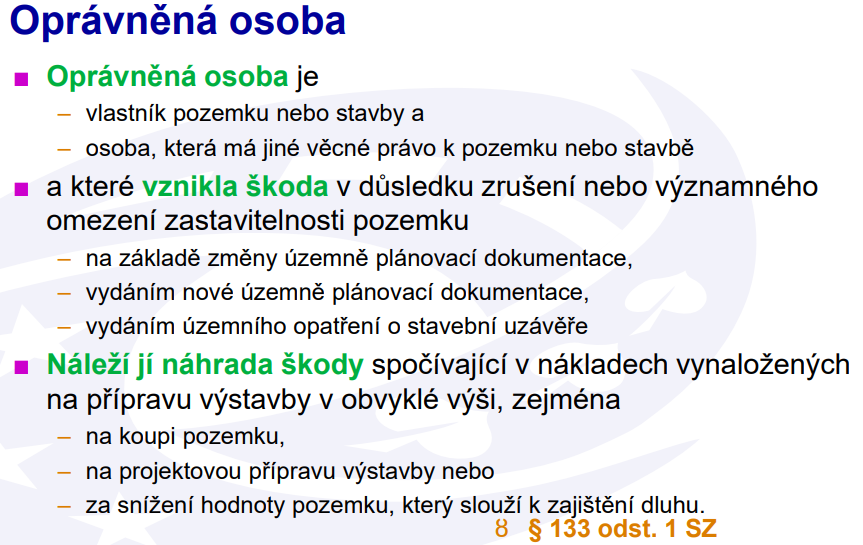 Oprávněná osoba
■ Oprávněná osoba je
– vlastník pozemku nebo stavby a
– osoba, která má jiné věcné právo k pozemku nebo stavbě
■ a které vznikla škoda v důsledku zrušení nebo významného
omezení zastavitelnosti pozemku
– na základě změny územně plánovací dokumentace,
– vydáním nové územně plánovací dokumentace,
– vydáním územního opatření o stavební uzávěře
■ Náleží jí náhrada škody spočívající v nákladech vynaložených
na přípravu výstavby v obvyklé výši, zejména
– na koupi pozemku,
– na projektovou přípravu výstavby nebo
– za snížení hodnoty pozemku, který slouží k zajištění dluhu.
8 § 133 odst. 1 SZ